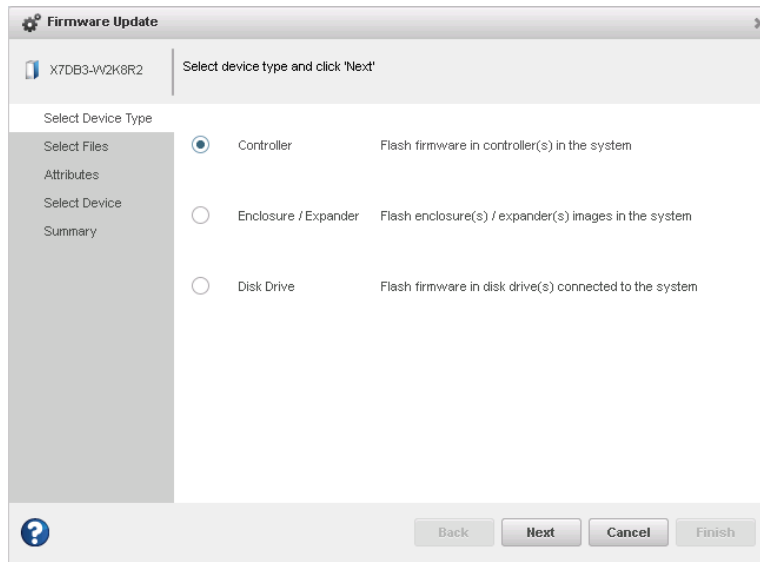 Firmware Update
X7DB3-W2K8R2
Select device type and click 'Next'
Select Device Type
Select Files
Attributes
Select Device
Summary
Controller Flash firmware in controller(s) in the system
Enclosure / Expander Flash enclosure(s) / expander(s) images in the system
Disk Drive Flash firmware in disk drive(s) connected to the system
?
Back Next Cancel Finish